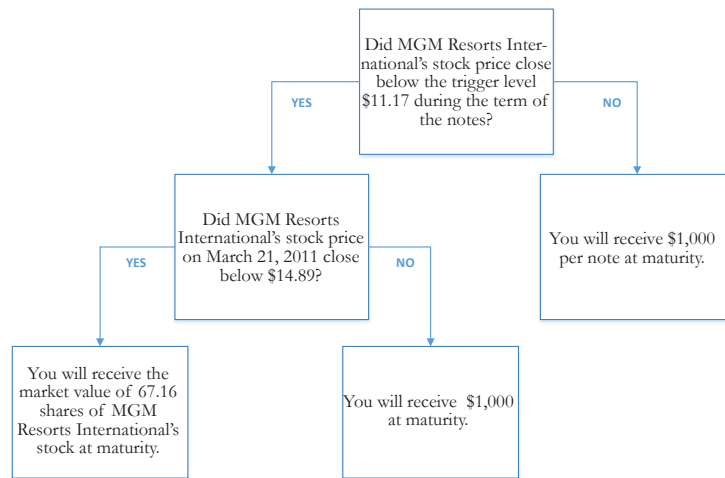 Did MGM Resorts Inter-
national's stock price close
below the trigger level
$11.17 during the term of
the notes?
YES
NO
Did MGM Resorts
International's stock price
on March 21, 2011 close
below $14.89?
You will receive $1,000
per note at maturity.
YES
NO
You will receive the
market value of 67.16
shares of MGM
Resorts International's
stock at maturity.
You will receive $1,000
at maturity.